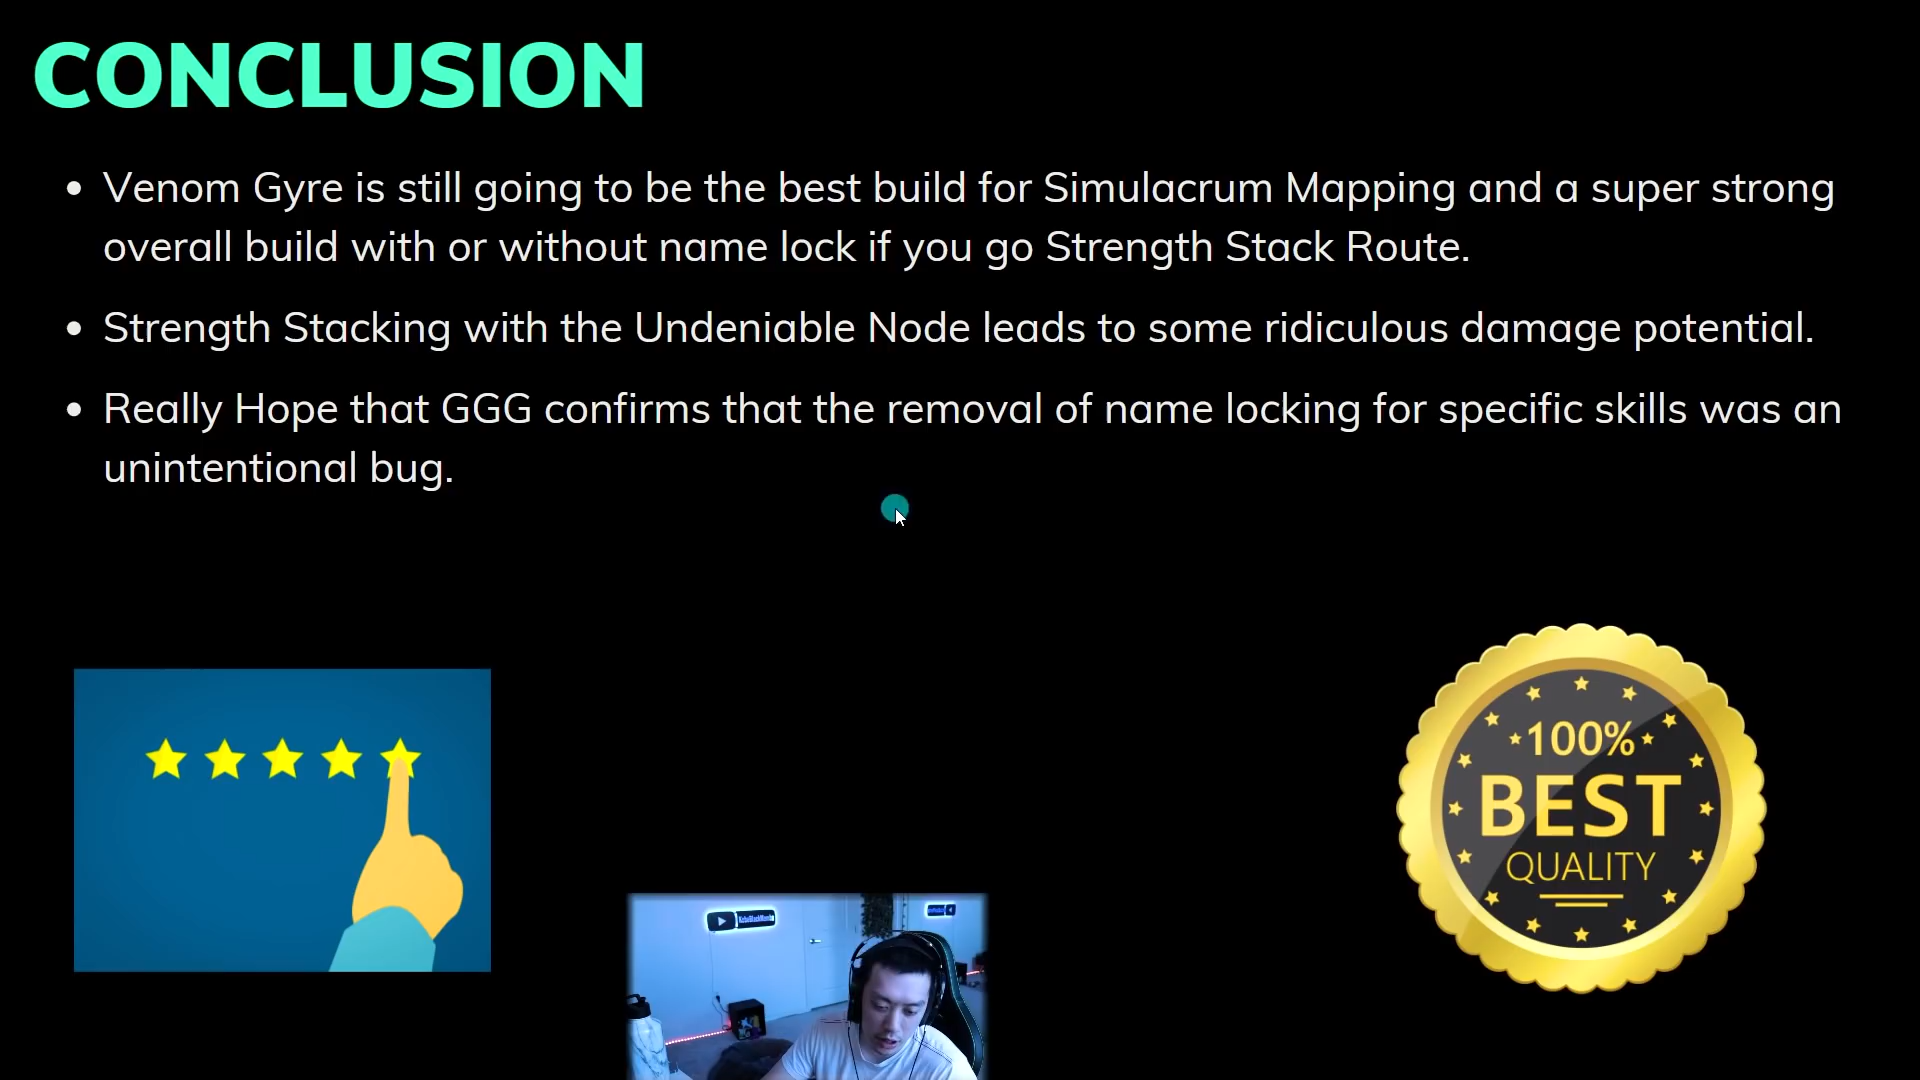 CONCLUSION
Venom Gyre is still going to be the best build for Simulacrum Mapping and a super strong
overall build with or without name lock if you go Strength Stack Route.
Strength Stacking with the Undeniable Node leads to some ridiculous damage potential.
Really Hope that GGG confirms that the removal of name locking for specific skills was an
unintentional bug.
100%
BEST
QUALITY